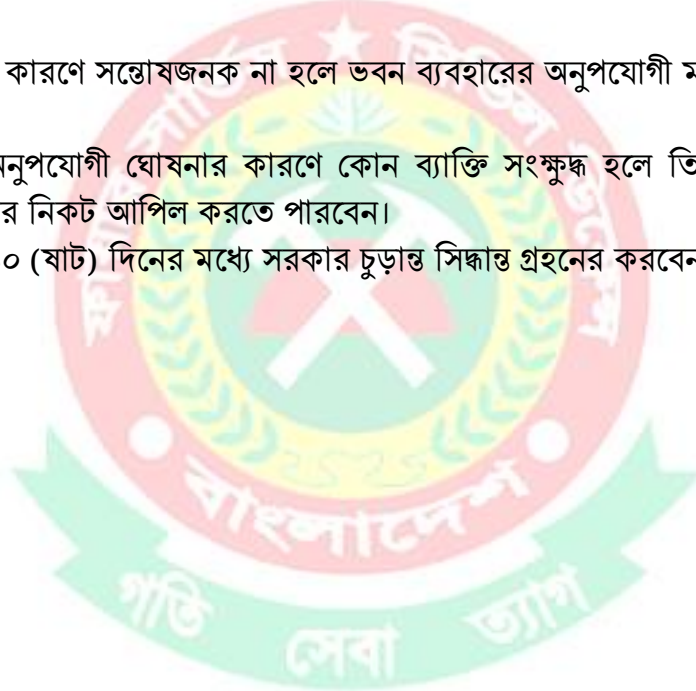 কারণে সন্তোষজনক না হলে ভবন ব্যবহারের অনুপযোগী
অনুপযোগী ঘোষনার কারণে কোন ব্যাক্তি সংক্ষুদ্ধ হলে তি
র নিকট আপিল করতে পারবেন।
০ (ষাট) দিনের মধ্যে সরকার চুড়ান্ত সিদ্ধান্ত গ্রহনের করবেন
ফায়ার সার্ভিস ও সিভিল ডিফেন্স
বাংলাদেশ
গতি সেবা ত্যাগ